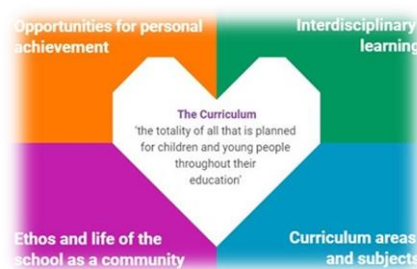 Opportunities for personal
achievement
Interdisciplinary
learning
The Curriculum
'the totality of all that is planned
for children and young people
throughout their
education'
Ethos and life of the
school as a community
Curriculum areas
and subjects